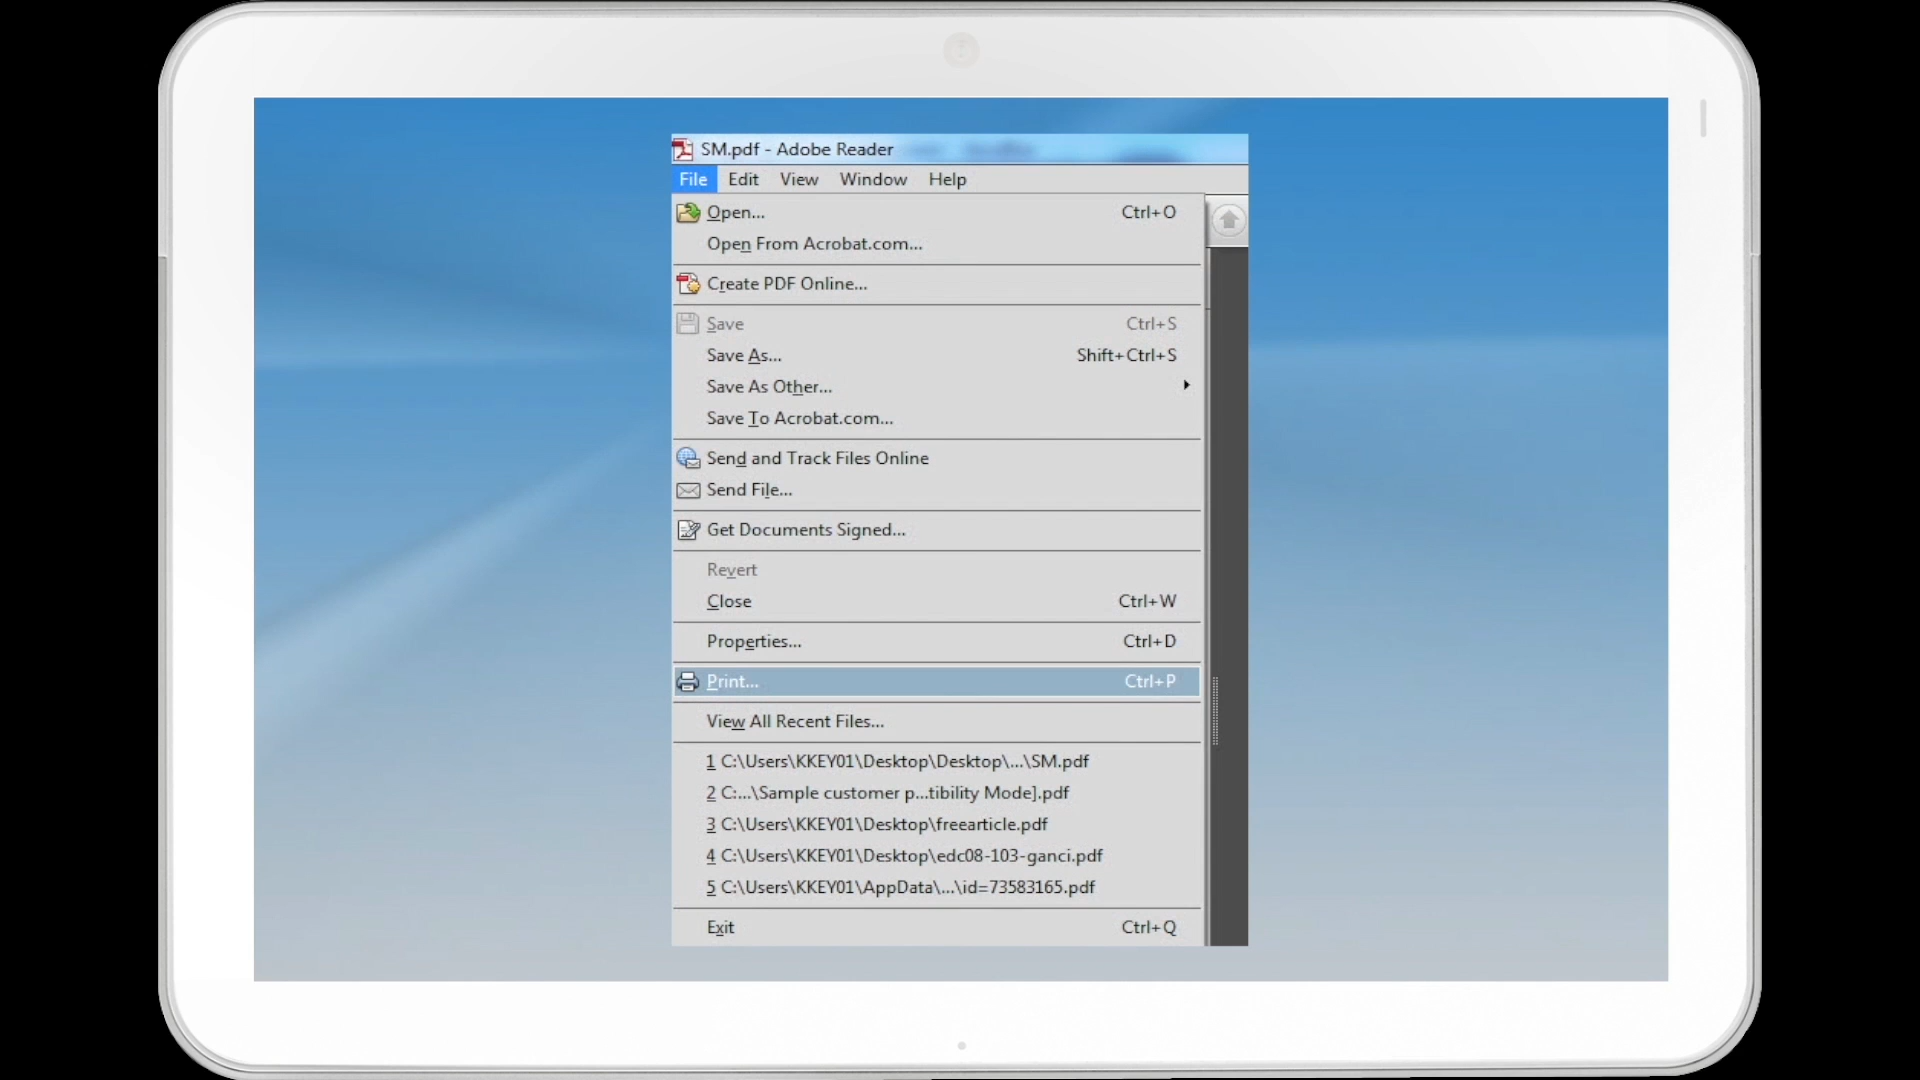 SM.pdf - Adobe Reader
File Edit View Window Help
Open... Ctrl+O
Open From Acrobat.com...
Create PDF Online...
Save Ctrl+S
Save As... Shift+Ctrl+S
Save As Other...
Save To Acrobat.com...
Send and Track Files Online
Send File...
Get Documents Signed...
Revert
Close Ctrl+W
Properties... Ctrl+D
Print... Ctrl+P
View All Recent Files...
1 C:\Users\KKEY01\Desktop\Desktop\...\SM.pdf
2 C:...\Sample customer p...tibility Mode].pdf
3 C:\Users\KKEY01\Desktop\freearticle.pdf
4 C:\Users\KKEY01\Desktop\edc08-103-ganci.pdf
5 C:\Users\KKEY01\AppData\...\id=73583165.pdf
Exit Ctrl+Q